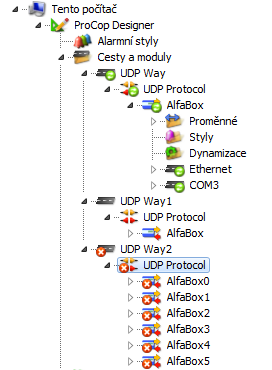 Tento počítač
ProCop Designer
Alarmní styly
Cesty a moduly
UDP Way
UDP Protocol
AlfaBox
Proměnné
Styly
Dynamizace
Ethernet
COM3
UDP Way1
UDP Protocol
AlfaBox
UDP Way2
UDP Protocol
AlfaBox0
AlfaBox1
AlfaBox2
AlfaBox3
AlfaBox4
AlfaBox5